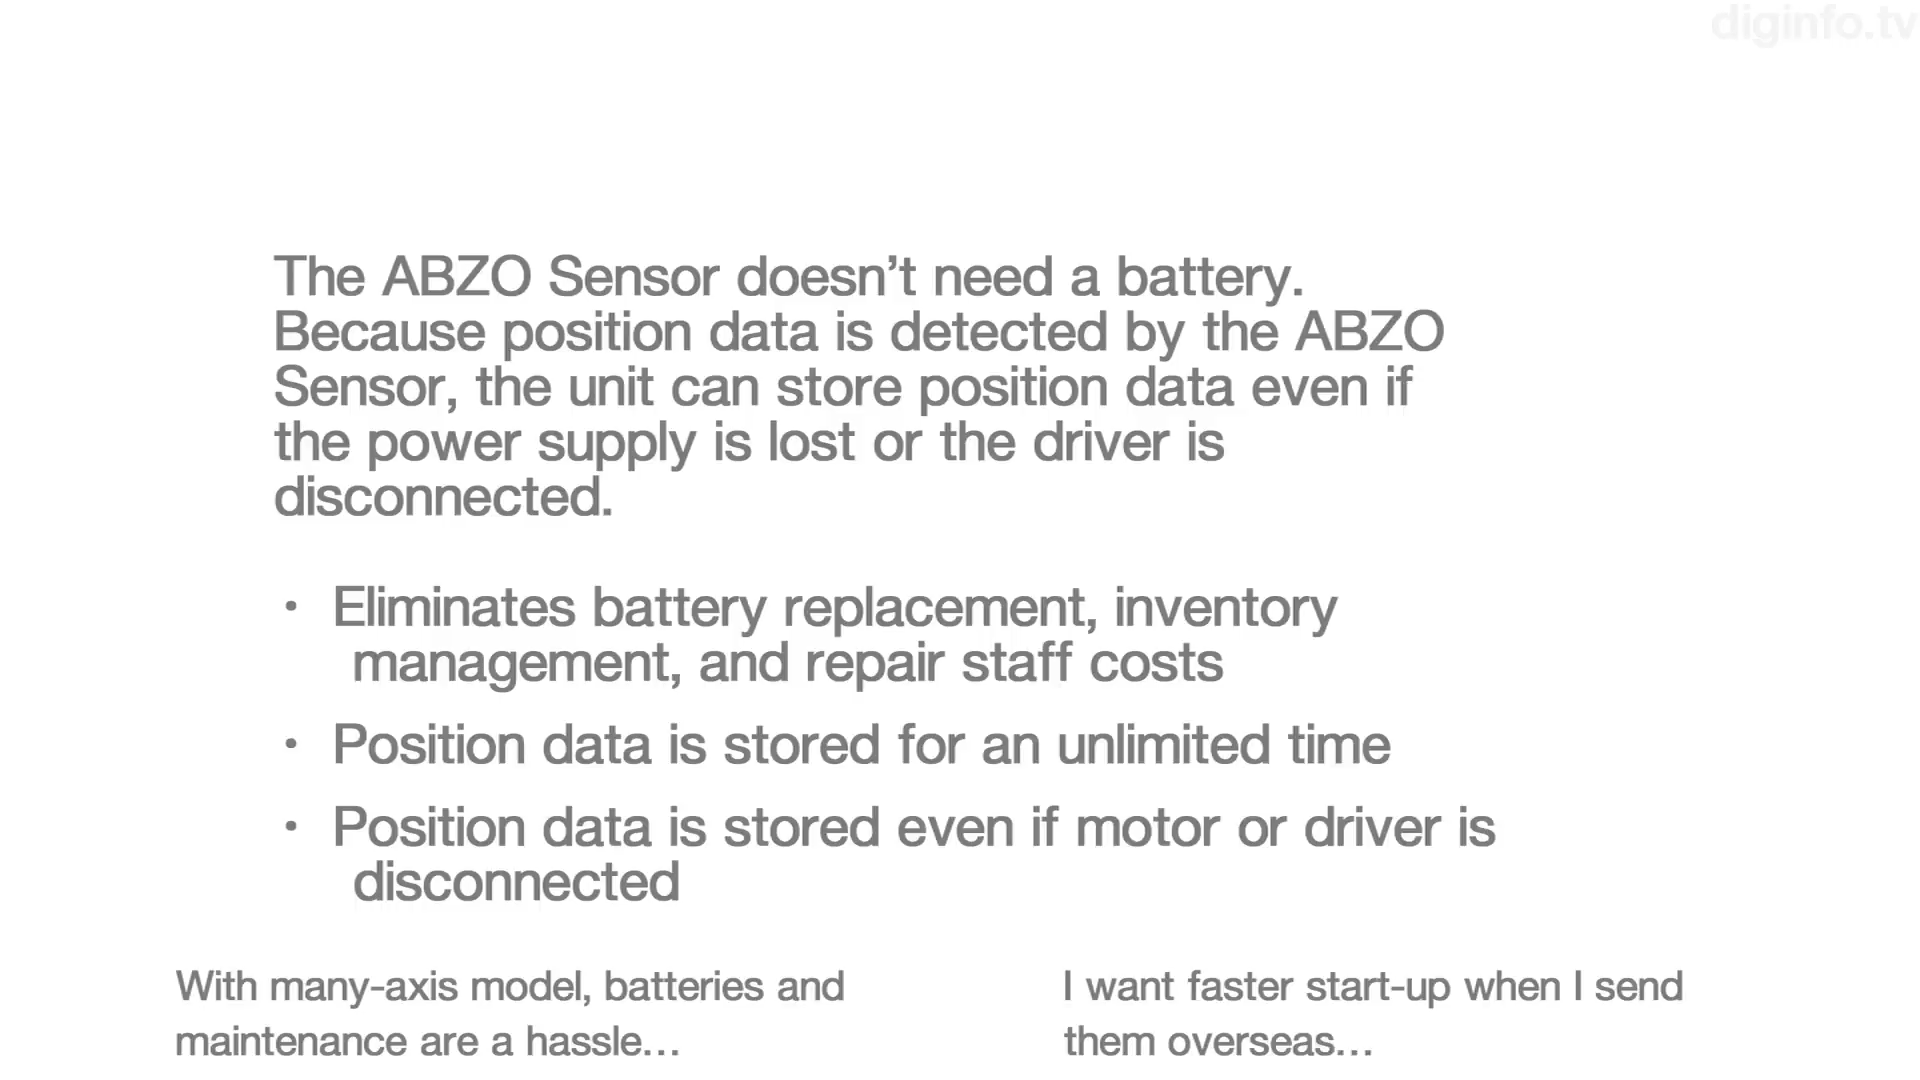 diginfo.tv
The ABZO Sensor doesn’t need a battery.
Because position data is detected by the ABZO
Sensor, the unit can store position data even if
the power supply is lost or the driver is
disconnected.
・ Eliminates battery replacement, inventory
management, and repair staff costs
・ Position data is stored for an unlimited time
・ Position data is stored even if motor or driver is
disconnected
With many-axis model, batteries and
maintenance are a hassle…
I want faster start-up when I send
them overseas…